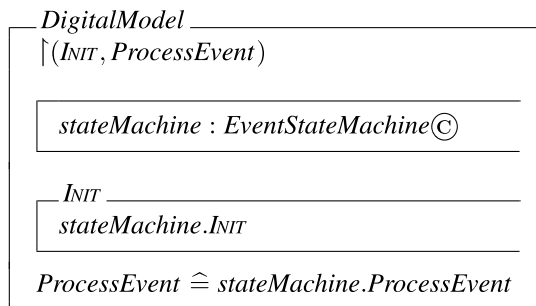 DigitalModel
↾(INIT, ProcessEvent)
stateMachine : EventStateMachine©
INIT
stateMachine.INIT
ProcessEvent ≙ stateMachine.ProcessEvent